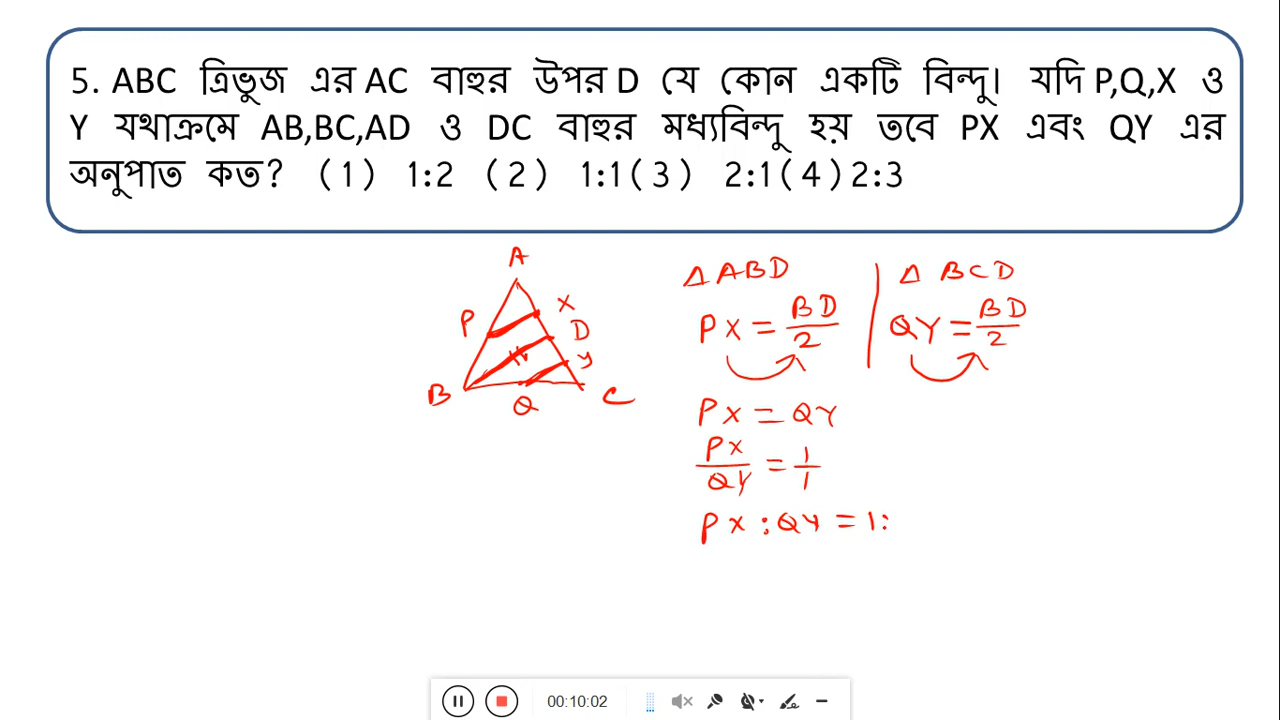 5. ABC ত্রিভুজ এর AC বাহুর উপর D যে কোন একটি বিন্দু। যদি P,Q,X ও
Y যথাক্রমে AB,BC,AD ও DC বাহুর মধ্যবিন্দু হয় তবে PX এবং QY এর
অনুপাত কত? (1) 1:2 (2) 1:1(3) 2:1(4)2:3
A
X
P
D
Y
B
Q
C
Δ ABD
PX = BD/2
Δ BCD
QY = BD/2
PX = QY
PX/QY = 1/1
PX : QY = 1:
00:10:02